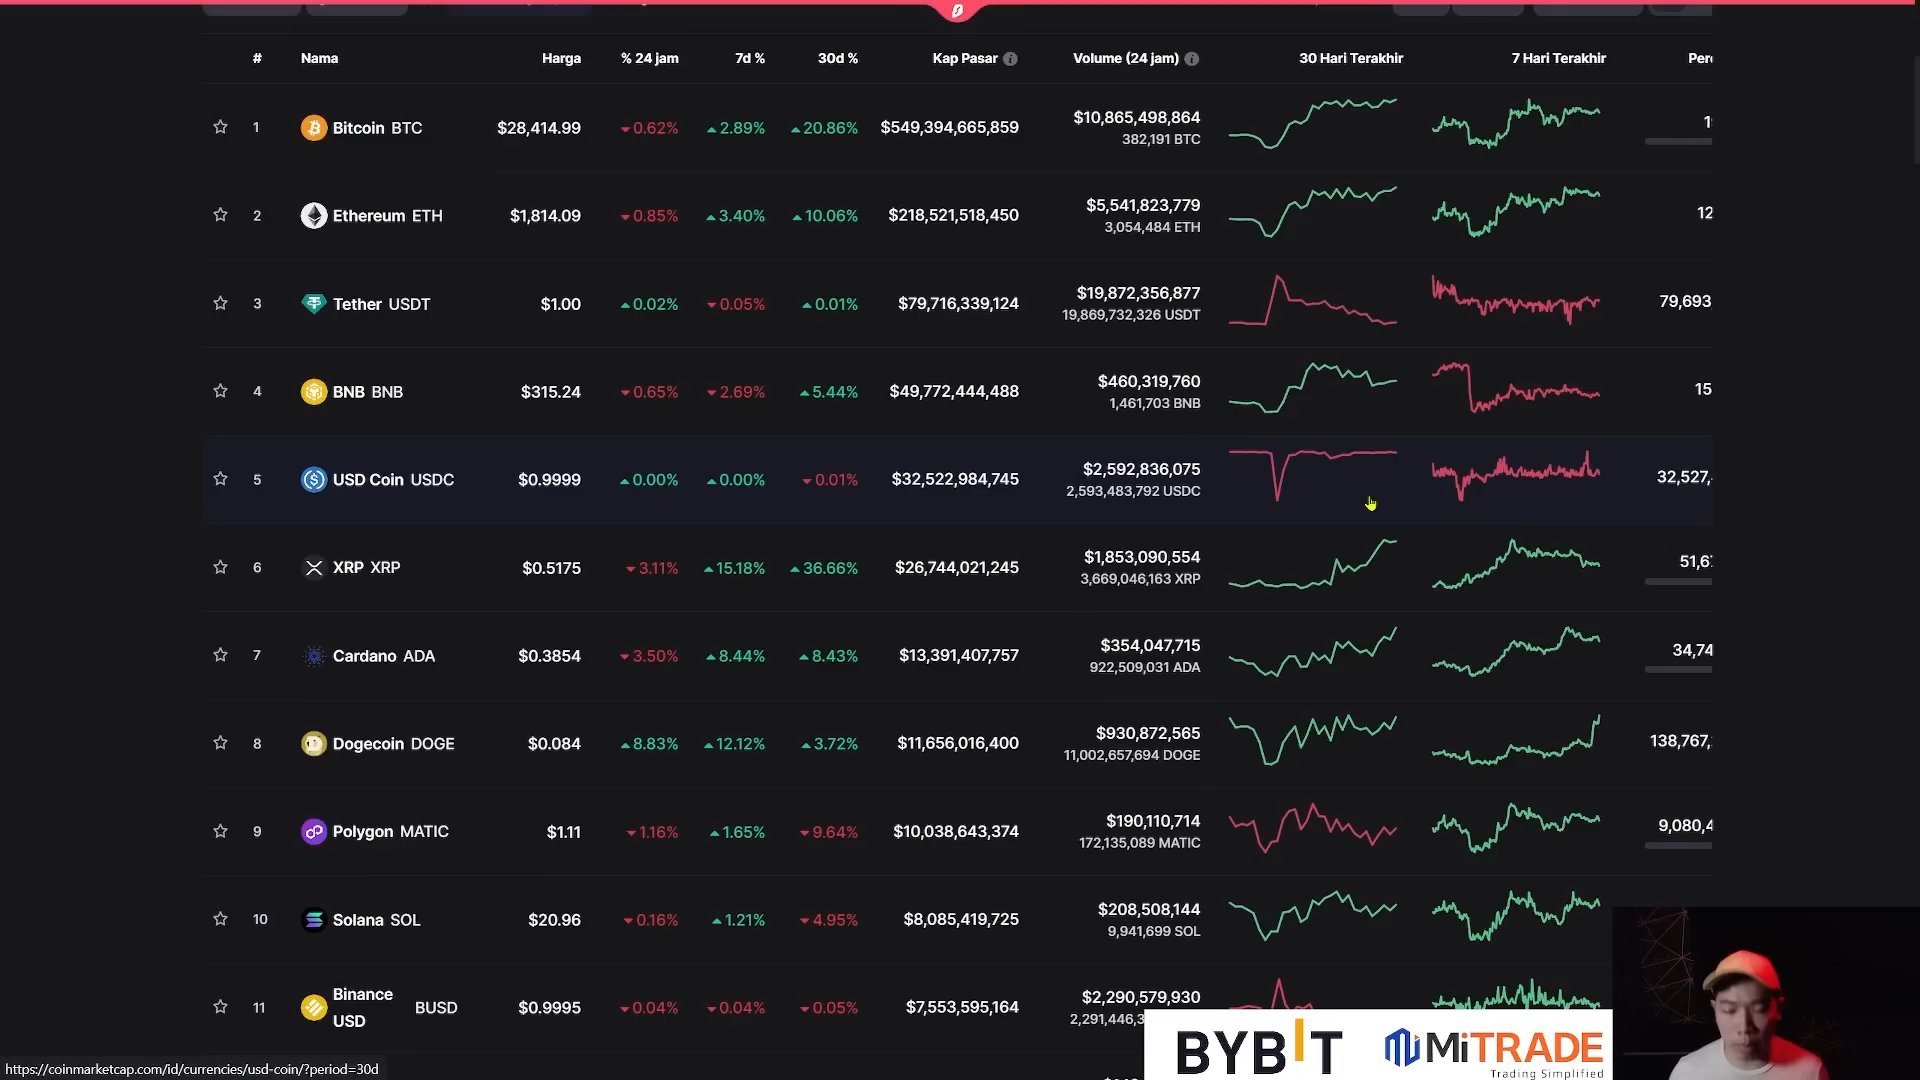 # Nama Harga % 24 jam 7d % 30d % Kap Pasar Volume (24 jam) 30 Hari Terakhir 7 Hari Terakhir
1 Bitcoin BTC $28,414.99 0.62% 2.89% 20.86% $549,394,665,859 $10,865,498,864
382,191 BTC
2 Ethereum ETH $1,814.09 0.85% 3.40% 10.06% $218,521,518,450 $5,541,823,779 12
3,054,484 ETH
3 Tether USDT $1.00 0.02% 0.05% 0.01% $79,716,339,124 $19,872,356,877 79,693
19,869,732,326 USDT
4 BNB BNB $315.24 0.65% 2.69% 5.44% $49,772,444,488 $460,319,760 15
1,461,703 BNB
5 USD Coin USDC $0.9999 0.00% 0.00% 0.01% $32,522,984,745 $2,592,836,075 32,527,
2,593,483,792 USDC
6 XRP XRP $0.5175 3.11% 15.18% 36.66% $26,744,021,245 $1,853,090,554 51,6
3,669,046,163 XRP
7 Cardano ADA $0.3854 3.50% 8.44% 8.43% $13,391,407,757 $354,047,715 34,74
922,509,031 ADA
8 Dogecoin DOGE $0.084 8.83% 12.12% 3.72% $11,656,016,400 $930,872,565 138,767,
11,002,657,694 DOGE
9 Polygon MATIC $1.11 1.16% 1.65% 9.64% $10,038,643,374 $190,110,714 9,080,4
172,135,089 MATIC
10 Solana SOL $20.96 0.16% 1.21% 4.95% $8,085,419,725 $208,508,144
9,941,699 SOL
11 Binance USD BUSD $0.9995 0.04% 0.04% 0.05% $7,553,595,164 $2,290,579,930
2,291,446,
BYBIT MiTRADE
Trading Simplified
https://coinmarketcap.com/id/currencies/usd-coin/?period=30d